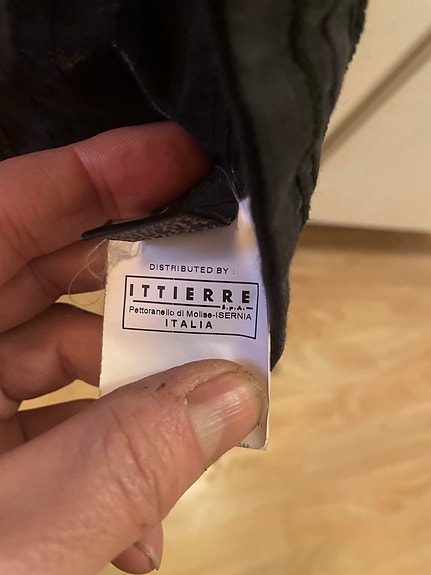 DISTRIBUTED BY :
ITTIERRE
S.p.A.
Pettoranello di Molise-ISERNIA
ITALIA